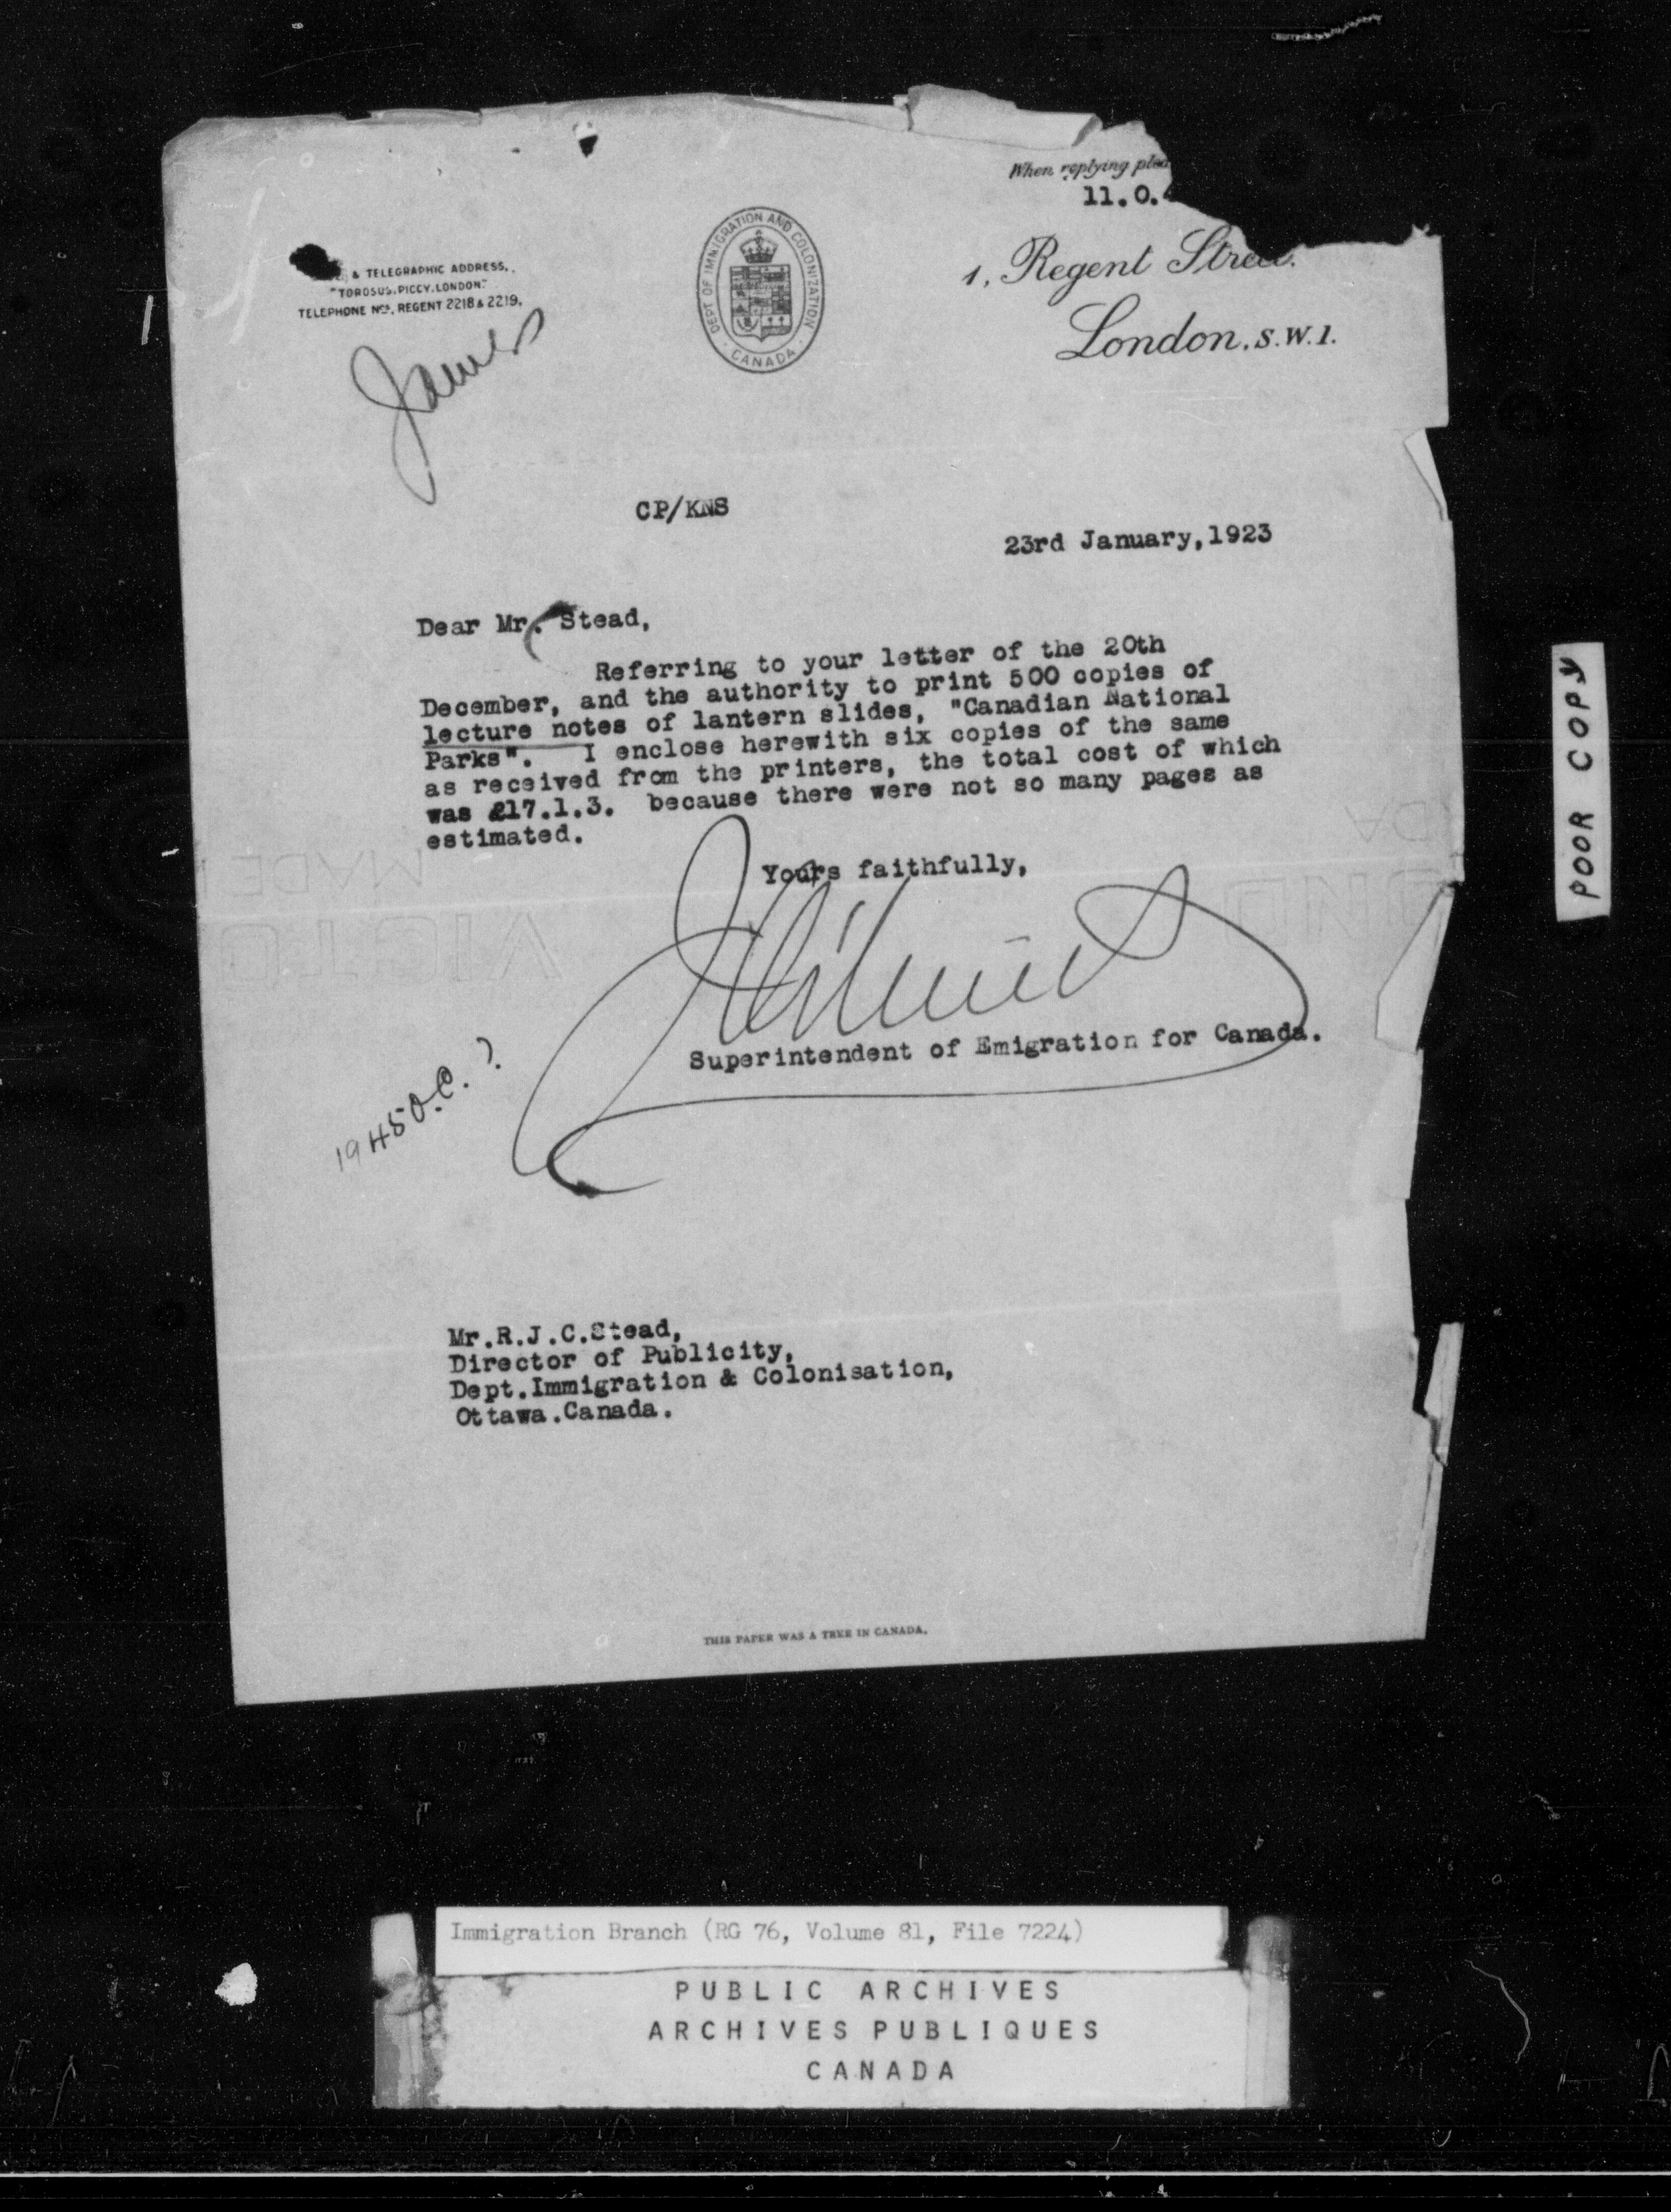 When replying
11.0.
& TELEGRAPHIC ADDRESS,
"TOROSUS, PICCY, LONDON."
TELEPHONE Nos. REGENT 2218 & 2219.
DEPT OF IMMIGRATION AND COLONIZATION
CANADA
1, Regent Street.
London, S.W.1.
James
CP/KNS
23rd January, 1923
Dear Mr. Stead,
Referring to your letter of the 20th
December, and the authority to print 500 copies of
lecture notes of lantern slides, "Canadian National
Parks". I enclose herewith six copies of the same
as received from the printers, the total cost of which
was £17.1.3. because there were not so many pages as
estimated.
Yours faithfully,
Superintendent of Emigration for Canada.
Mr.R.J.C.Stead,
Director of Publicity,
Dept.Immigration & Colonisation,
Ottawa.Canada.
THIS PAPER WAS A TREE IN CANADA.
POOR COPY
Immigration Branch (RG 76, Volume 81, File 7224)
PUBLIC ARCHIVES
ARCHIVES PUBLIQUES
CANADA